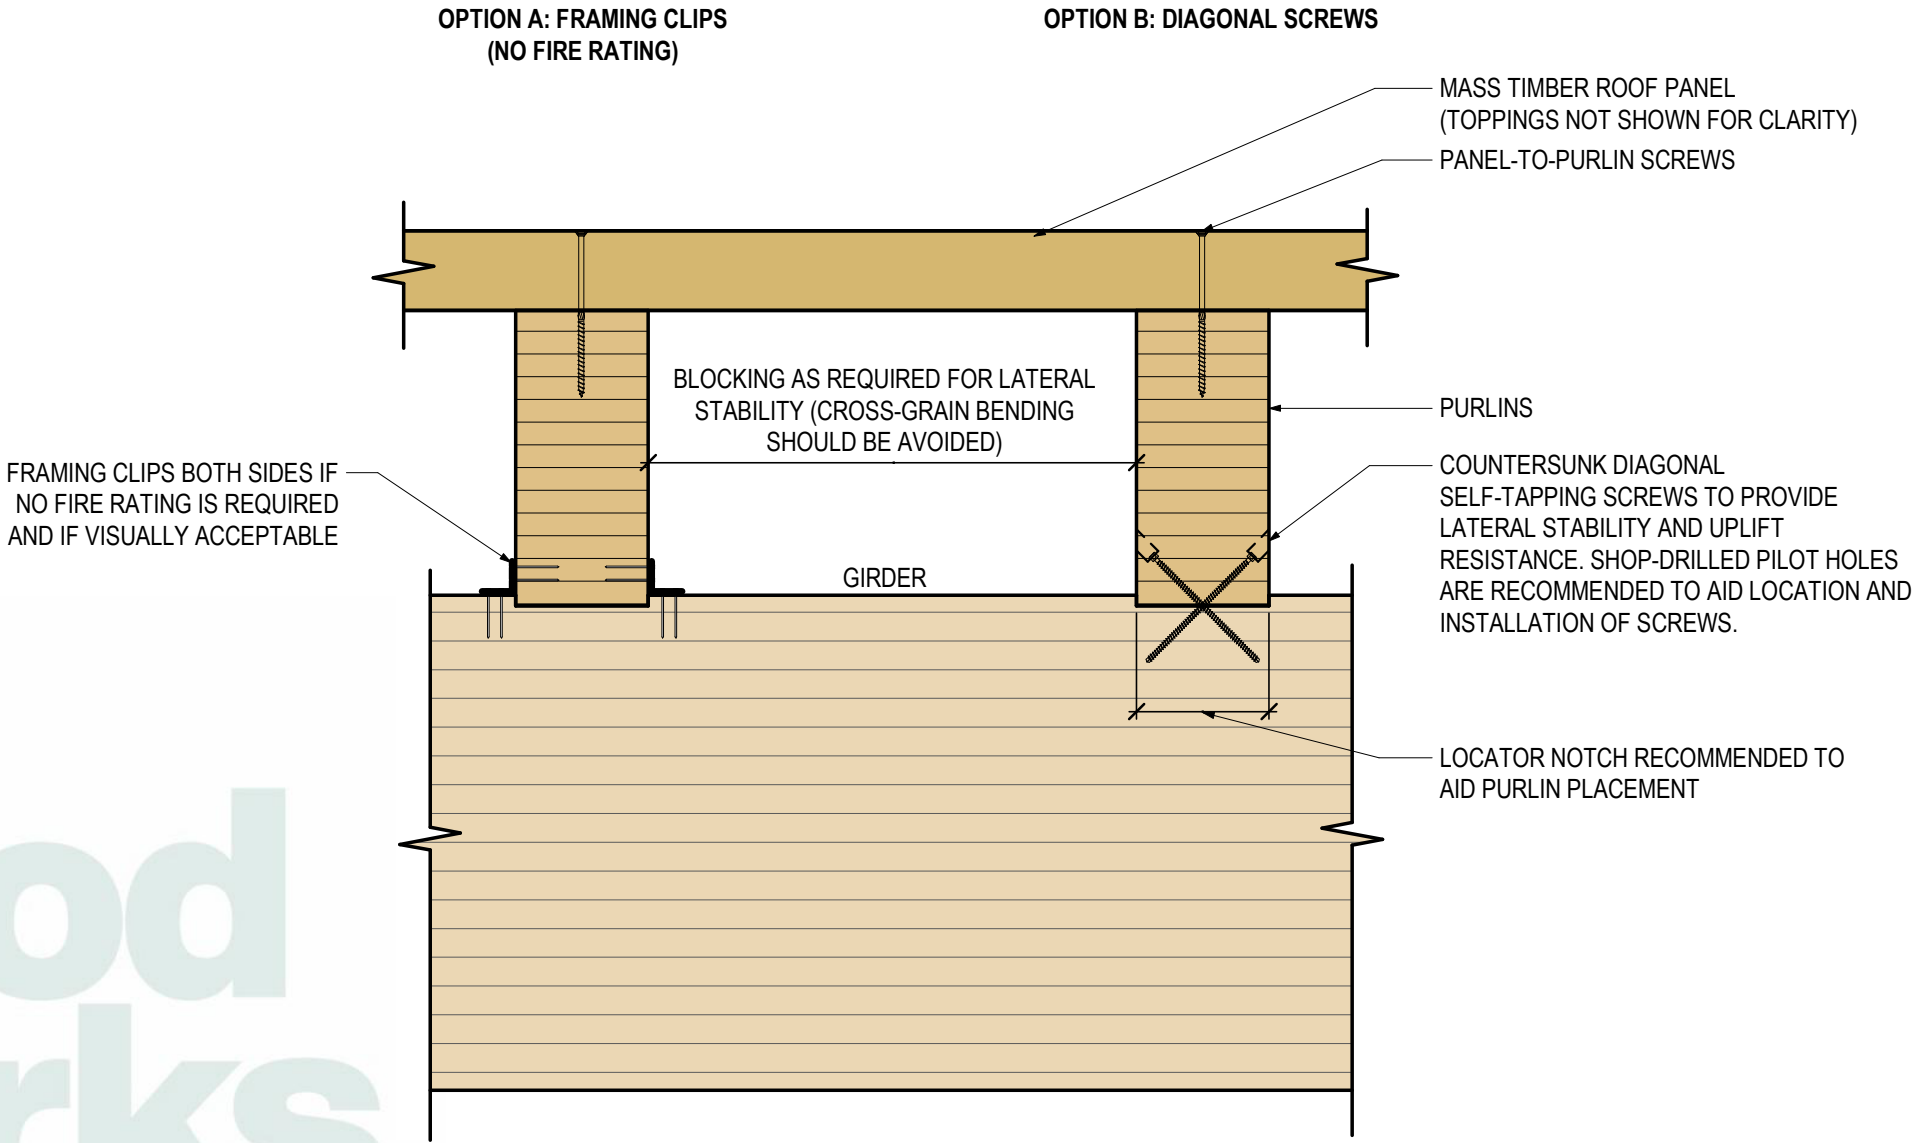 OPTION A: FRAMING CLIPS
(NO FIRE RATING)
OPTION B: DIAGONAL SCREWS
MASS TIMBER ROOF PANEL
(TOPPINGS NOT SHOWN FOR CLARITY)
PANEL-TO-PURLIN SCREWS
BLOCKING AS REQUIRED FOR LATERAL
STABILITY (CROSS-GRAIN BENDING
SHOULD BE AVOIDED)
PURLINS
FRAMING CLIPS BOTH SIDES IF
NO FIRE RATING IS REQUIRED
AND IF VISUALLY ACCEPTABLE
COUNTERSUNK DIAGONAL
SELF-TAPPING SCREWS TO PROVIDE
LATERAL STABILITY AND UPLIFT
RESISTANCE. SHOP-DRILLED PILOT HOLES
ARE RECOMMENDED TO AID LOCATION AND
INSTALLATION OF SCREWS.
GIRDER
LOCATOR NOTCH RECOMMENDED TO
AID PURLIN PLACEMENT
od
rks